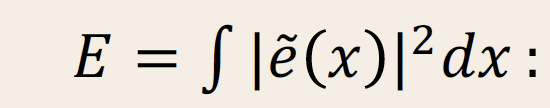 E = ∫ |ẽ(x)|² dx :